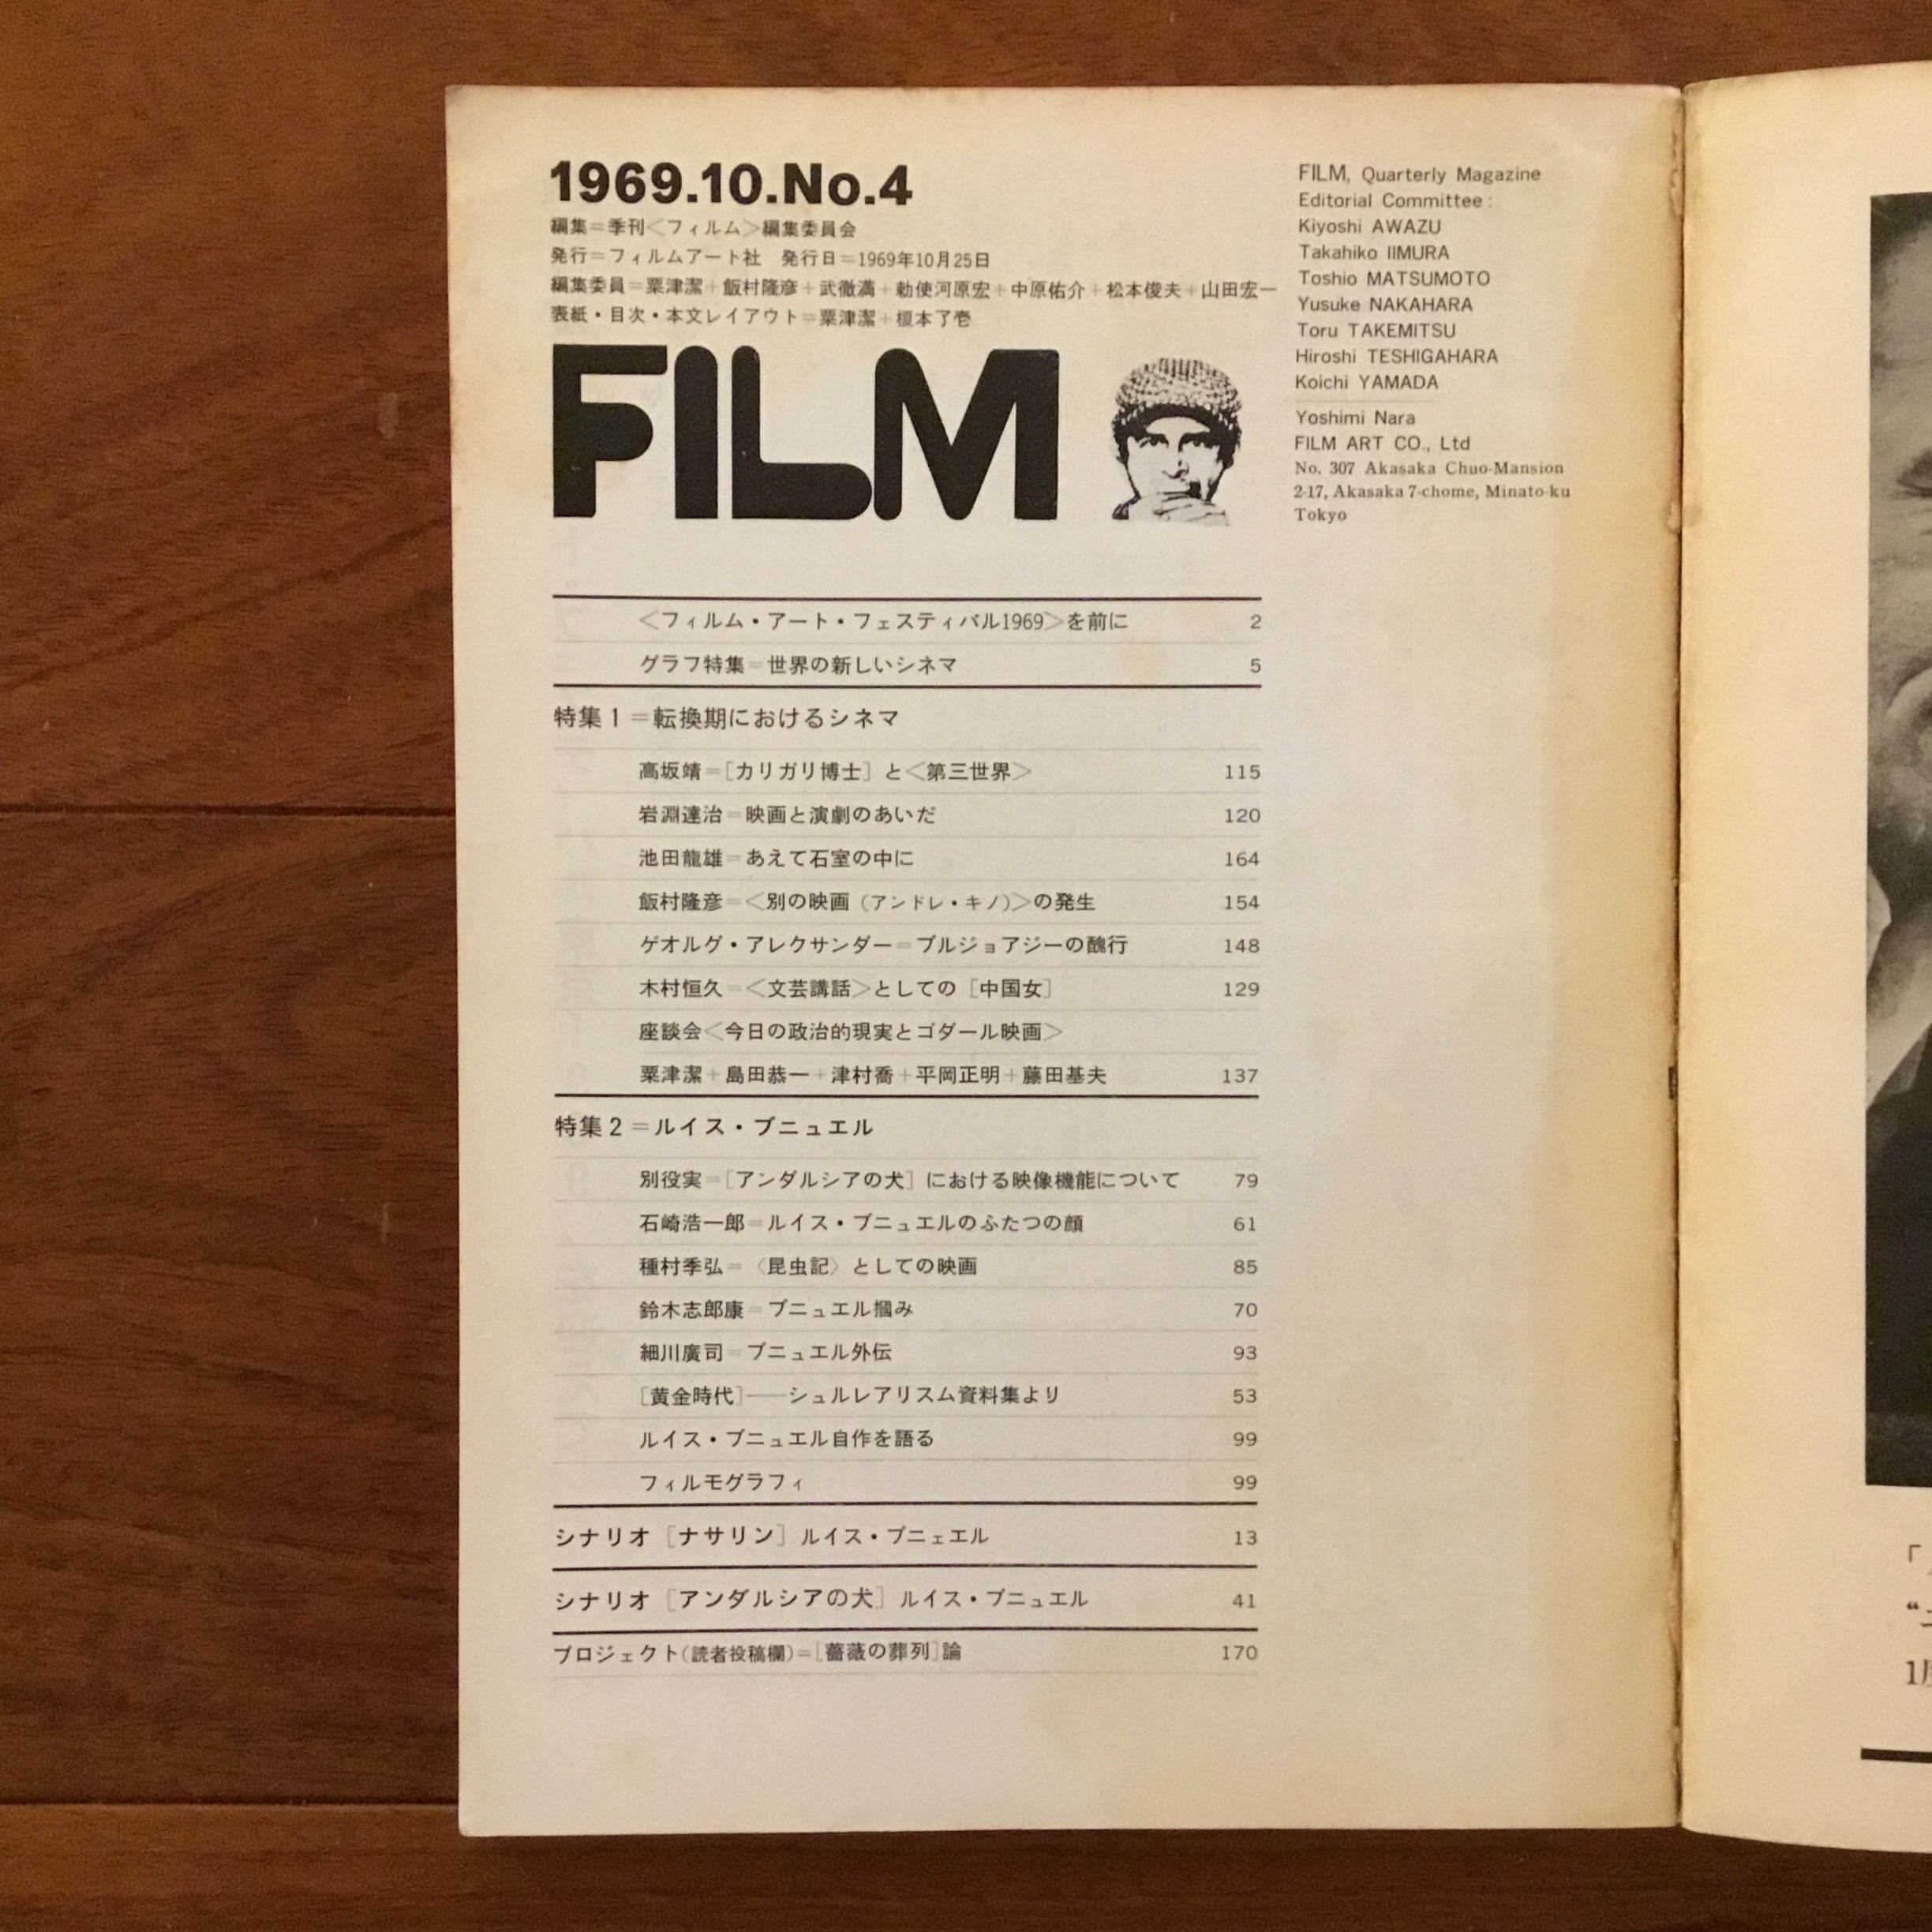 1969.10.No.4
編集=季刊<フィルム>編集委員会
発行=フィルムアート社　発行日=1969年10月25日
編集委員=粟津潔+飯村隆彦+武徹満+勅使河原宏+中原佑介+松本俊夫+山田宏一
表紙・目次・本文レイアウト=粟津潔+榎本了壱
FILM
FILM, Quarterly Magazine
Editorial Committee:
Kiyoshi AWAZU
Takahiko IIMURA
Toshio MATSUMOTO
Yusuke NAKAHARA
Toru TAKEMITSU
Hiroshi TESHIGAHARA
Koichi YAMADA
Yoshimi Nara
FILM ART CO., Ltd
No. 307 Akasaka Chuo-Mansion
2-17, Akasaka 7-chome, Minato-ku
Tokyo
<フィルム・アート・フェスティバル1969>を前に 2
グラフ特集=世界の新しいシネマ 5
特集1=転換期におけるシネマ
高坂靖=[カリガリ博士]と<第三世界> 115
岩淵達治=映画と演劇のあいだ 120
池田龍雄=あえて石室の中に 164
飯村隆彦=<別の映画(アンドレ・キノ)>の発生 154
ゲオルグ・アレクサンダー=ブルジョアジーの醜行 148
木村恒久=<文芸講話>としての[中国女] 129
座談会<今日の政治的現実とゴダール映画>
粟津潔+島田恭一+津村喬+平岡正明+藤田基夫 137
特集2=ルイス・ブニュエル
別役実=[アンダルシアの犬]における映像機能について 79
石崎浩一郎=ルイス・ブニュエルのふたつの顔 61
種村季弘=〈昆虫記〉としての映画 85
鈴木志郎康=ブニュエル摑み 70
細川廣司=ブニュエル外伝 93
[黄金時代]──シュルレアリスム資料集より 53
ルイス・ブニュエル自作を語る 99
フィルモグラフィ 99
シナリオ[ナサリン]ルイス・ブニェエル 13
シナリオ[アンダルシアの犬]ルイス・ブニュエル 41
プロジェクト(読者投稿欄)=[薔薇の葬列]論 170